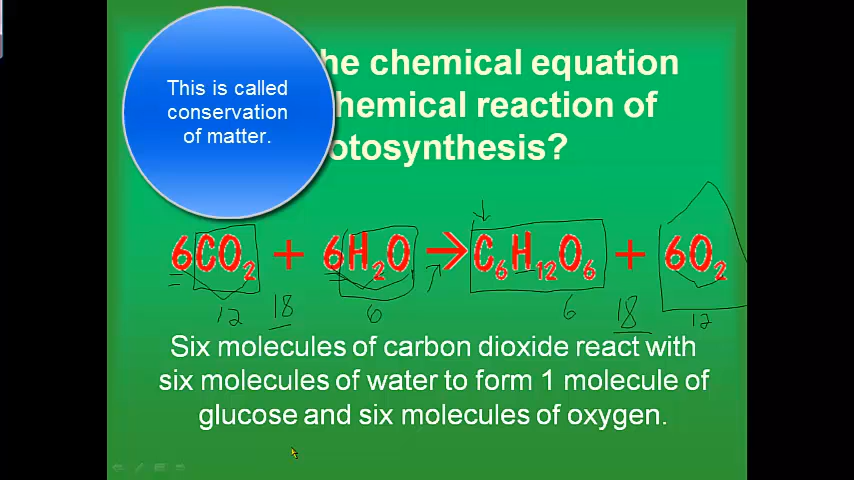 This is called
conservation
of matter.
he chemical equation
hemical reaction of
otosynthesis?
6CO₂ + 6H₂O → C₆H₁₂O₆ + 6O₂
12 18 6 6 18 12
Six molecules of carbon dioxide react with
six molecules of water to form 1 molecule of
glucose and six molecules of oxygen.